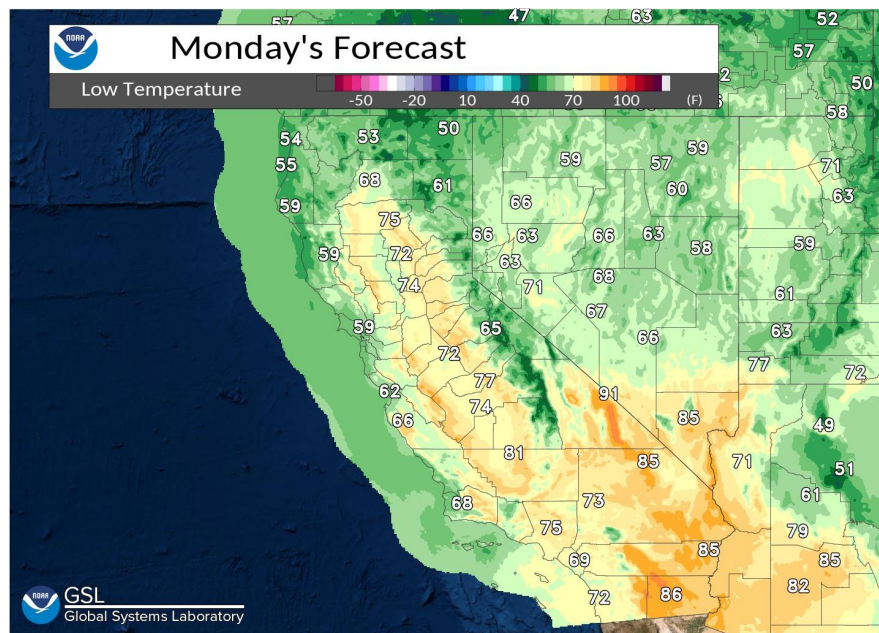 57 47 63 52
NOAA
Monday's Forecast
57
Low Temperature
-50 -20 10 40 70 100 (F)
50
54 53 50 58
55 59 59 57 71
68 61 60 63
59 66
75 66 63 66 63 58 59
59 72 63
74 71 68 61
59 65 67 66 63
72 77 72
62 77 91
66 74 85 49
81 85 71 51
68 73 61
75 79
69 85 85
72 86 82
NOAA
GSL
Global Systems Laboratory